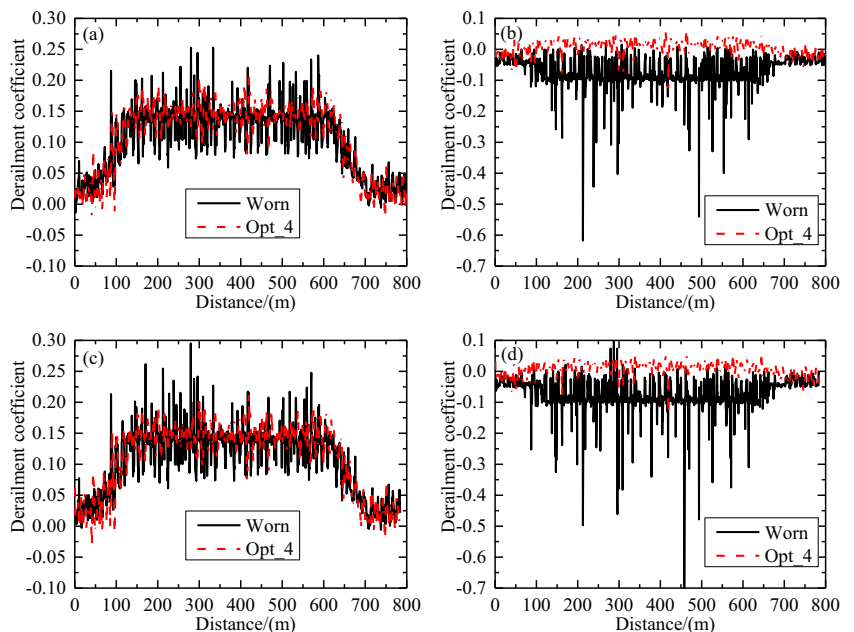 (a)
Derailment coefficient
0.30
0.25
0.20
0.15
0.10
0.05
0.00
-0.05
-0.10
Worn
Opt_4
0 100 200 300 400 500 600 700 800
Distance/(m)
(b)
Derailment coefficient
0.1
0.0
-0.1
-0.2
-0.3
-0.4
-0.5
-0.6
-0.7
Worn
Opt_4
0 100 200 300 400 500 600 700 800
Distance/(m)
(c)
Derailment coefficient
0.30
0.25
0.20
0.15
0.10
0.05
0.00
-0.05
-0.10
Worn
Opt_4
0 100 200 300 400 500 600 700 800
Distance/(m)
(d)
Derailment coefficient
0.1
0.0
-0.1
-0.2
-0.3
-0.4
-0.5
-0.6
-0.7
Worn
Opt_4
0 100 200 300 400 500 600 700 800
Distance/(m)